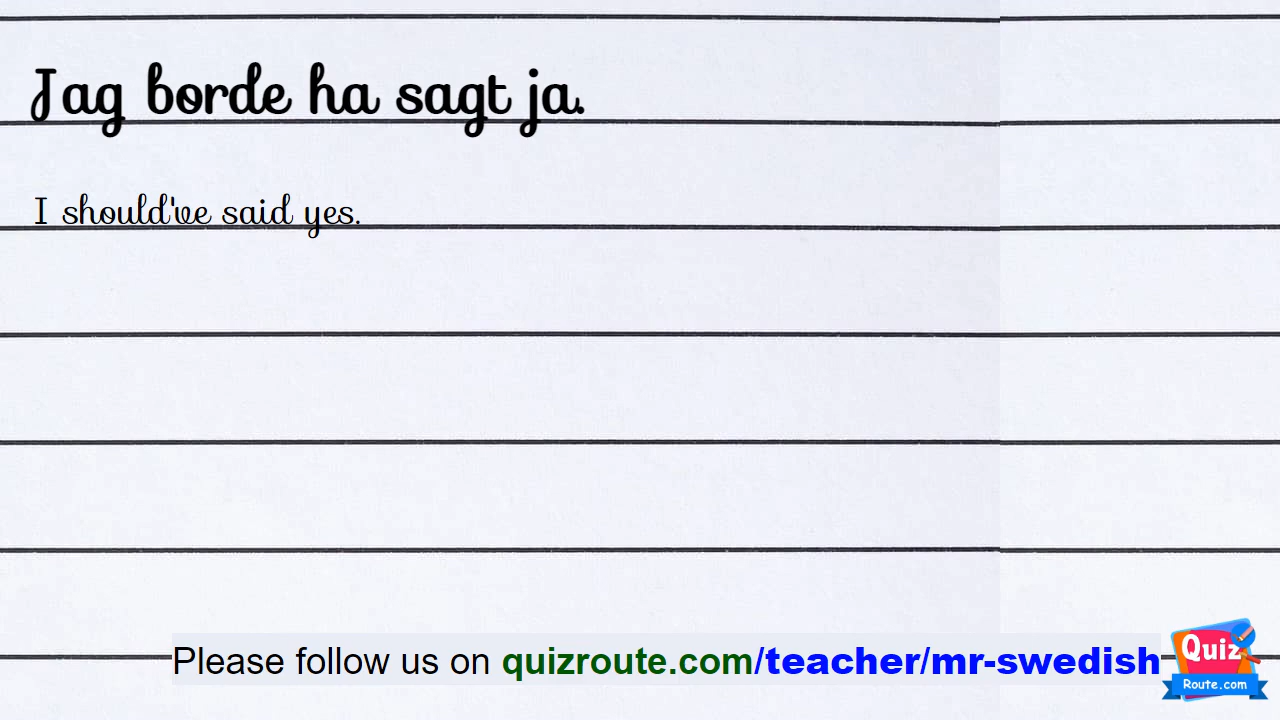 Jag borde ha sagt ja.
I should've said yes.
Please follow us on quizroute.com/teacher/mr-swedish
Quiz
Route.com